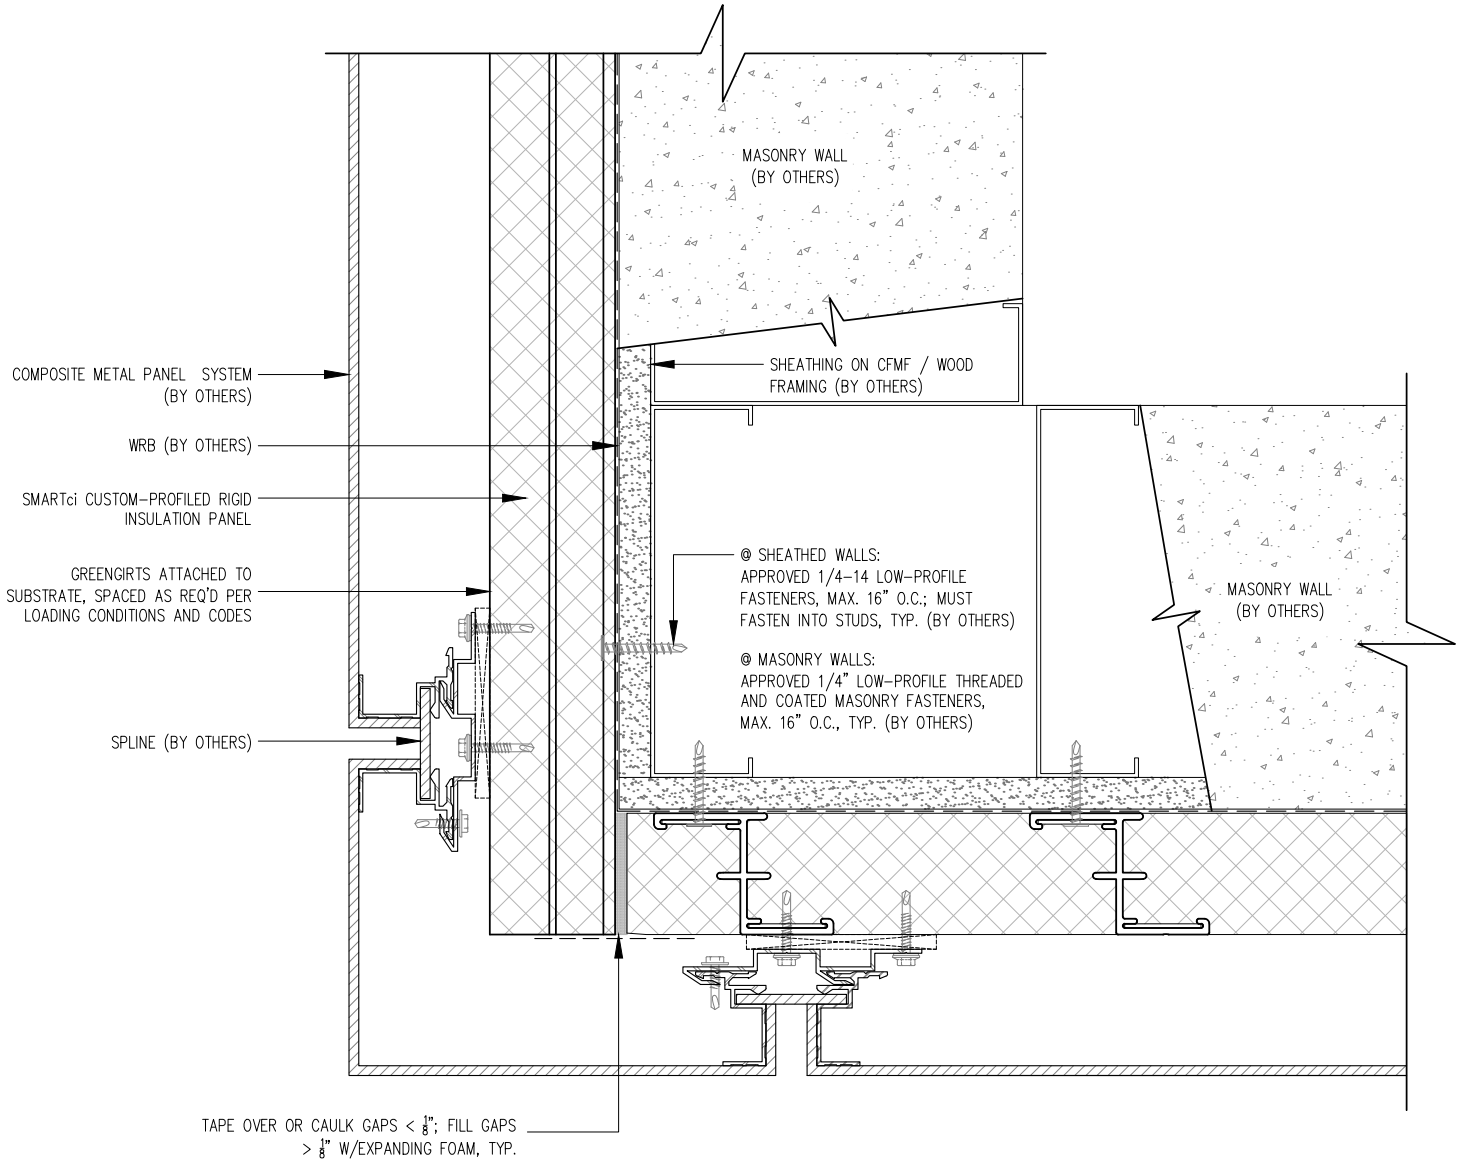 MASONRY WALL
(BY OTHERS)
SHEATHING ON CFMF / WOOD
FRAMING (BY OTHERS)
COMPOSITE METAL PANEL SYSTEM
(BY OTHERS)
WRB (BY OTHERS)
SMARTci CUSTOM-PROFILED RIGID
INSULATION PANEL
GREENGIRTS ATTACHED TO
SUBSTRATE, SPACED AS REQ'D PER
LOADING CONDITIONS AND CODES
@ SHEATHED WALLS:
APPROVED 1/4-14 LOW-PROFILE
FASTENERS, MAX. 16" O.C.; MUST
FASTEN INTO STUDS, TYP. (BY OTHERS)
@ MASONRY WALLS:
APPROVED 1/4" LOW-PROFILE THREADED
AND COATED MASONRY FASTENERS,
MAX. 16" O.C., TYP. (BY OTHERS)
MASONRY WALL
(BY OTHERS)
SPLINE (BY OTHERS)
TAPE OVER OR CAULK GAPS < 1/8"; FILL GAPS
> 1/8" W/EXPANDING FOAM, TYP.